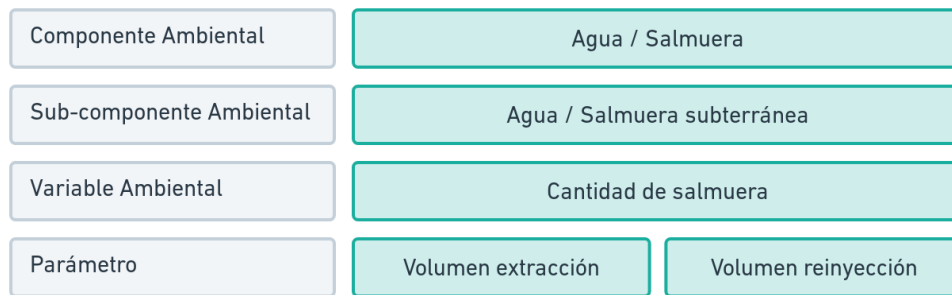 Componente Ambiental
Agua / Salmuera
Sub-componente Ambiental
Agua / Salmuera subterránea
Variable Ambiental
Cantidad de salmuera
Parámetro
Volumen extracción
Volumen reinyección